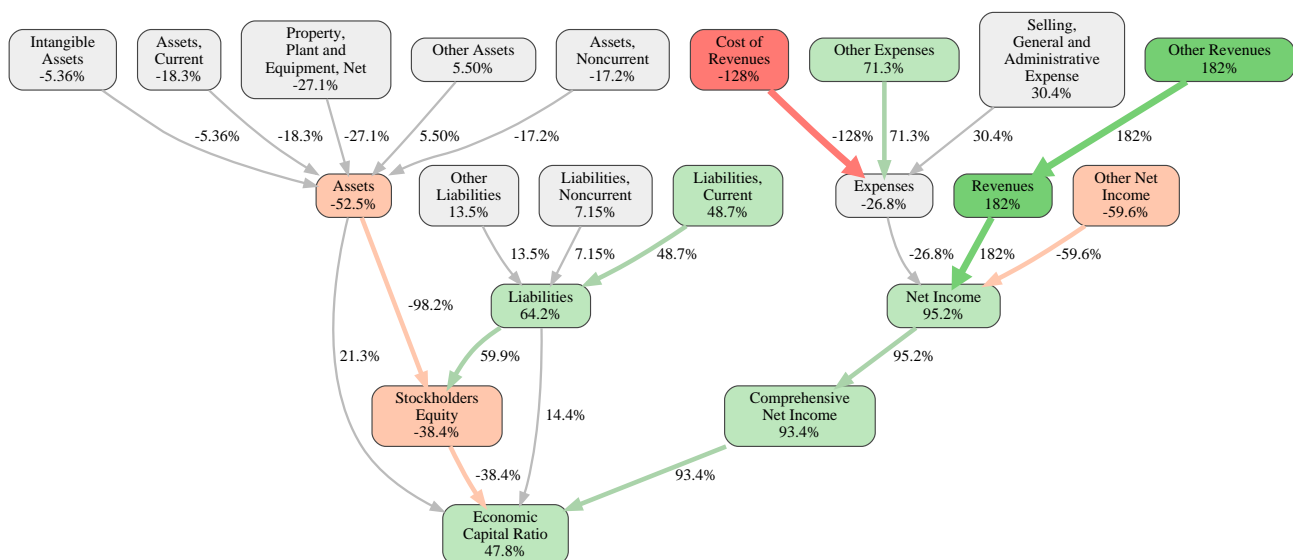 Intangible
Assets
-5.36%
Assets,
Current
-18.3%
Property,
Plant and
Equipment, Net
-27.1%
Other Assets
5.50%
Assets,
Noncurrent
-17.2%
Cost of
Revenues
-128%
Other Expenses
71.3%
Selling,
General and
Administrative
Expense
30.4%
Other Revenues
182%
-5.36%
-18.3%
-27.1%
5.50%
-17.2%
-128%
71.3%
30.4%
182%
Assets
-52.5%
Other
Liabilities
13.5%
Liabilities,
Noncurrent
7.15%
Liabilities,
Current
48.7%
Expenses
-26.8%
Revenues
182%
Other Net
Income
-59.6%
13.5%
7.15%
48.7%
-26.8%
182%
-59.6%
Liabilities
64.2%
Net Income
95.2%
-98.2%
21.3%
59.9%
95.2%
Stockholders
Equity
-38.4%
14.4%
Comprehensive
Net Income
93.4%
-38.4%
93.4%
Economic
Capital Ratio
47.8%